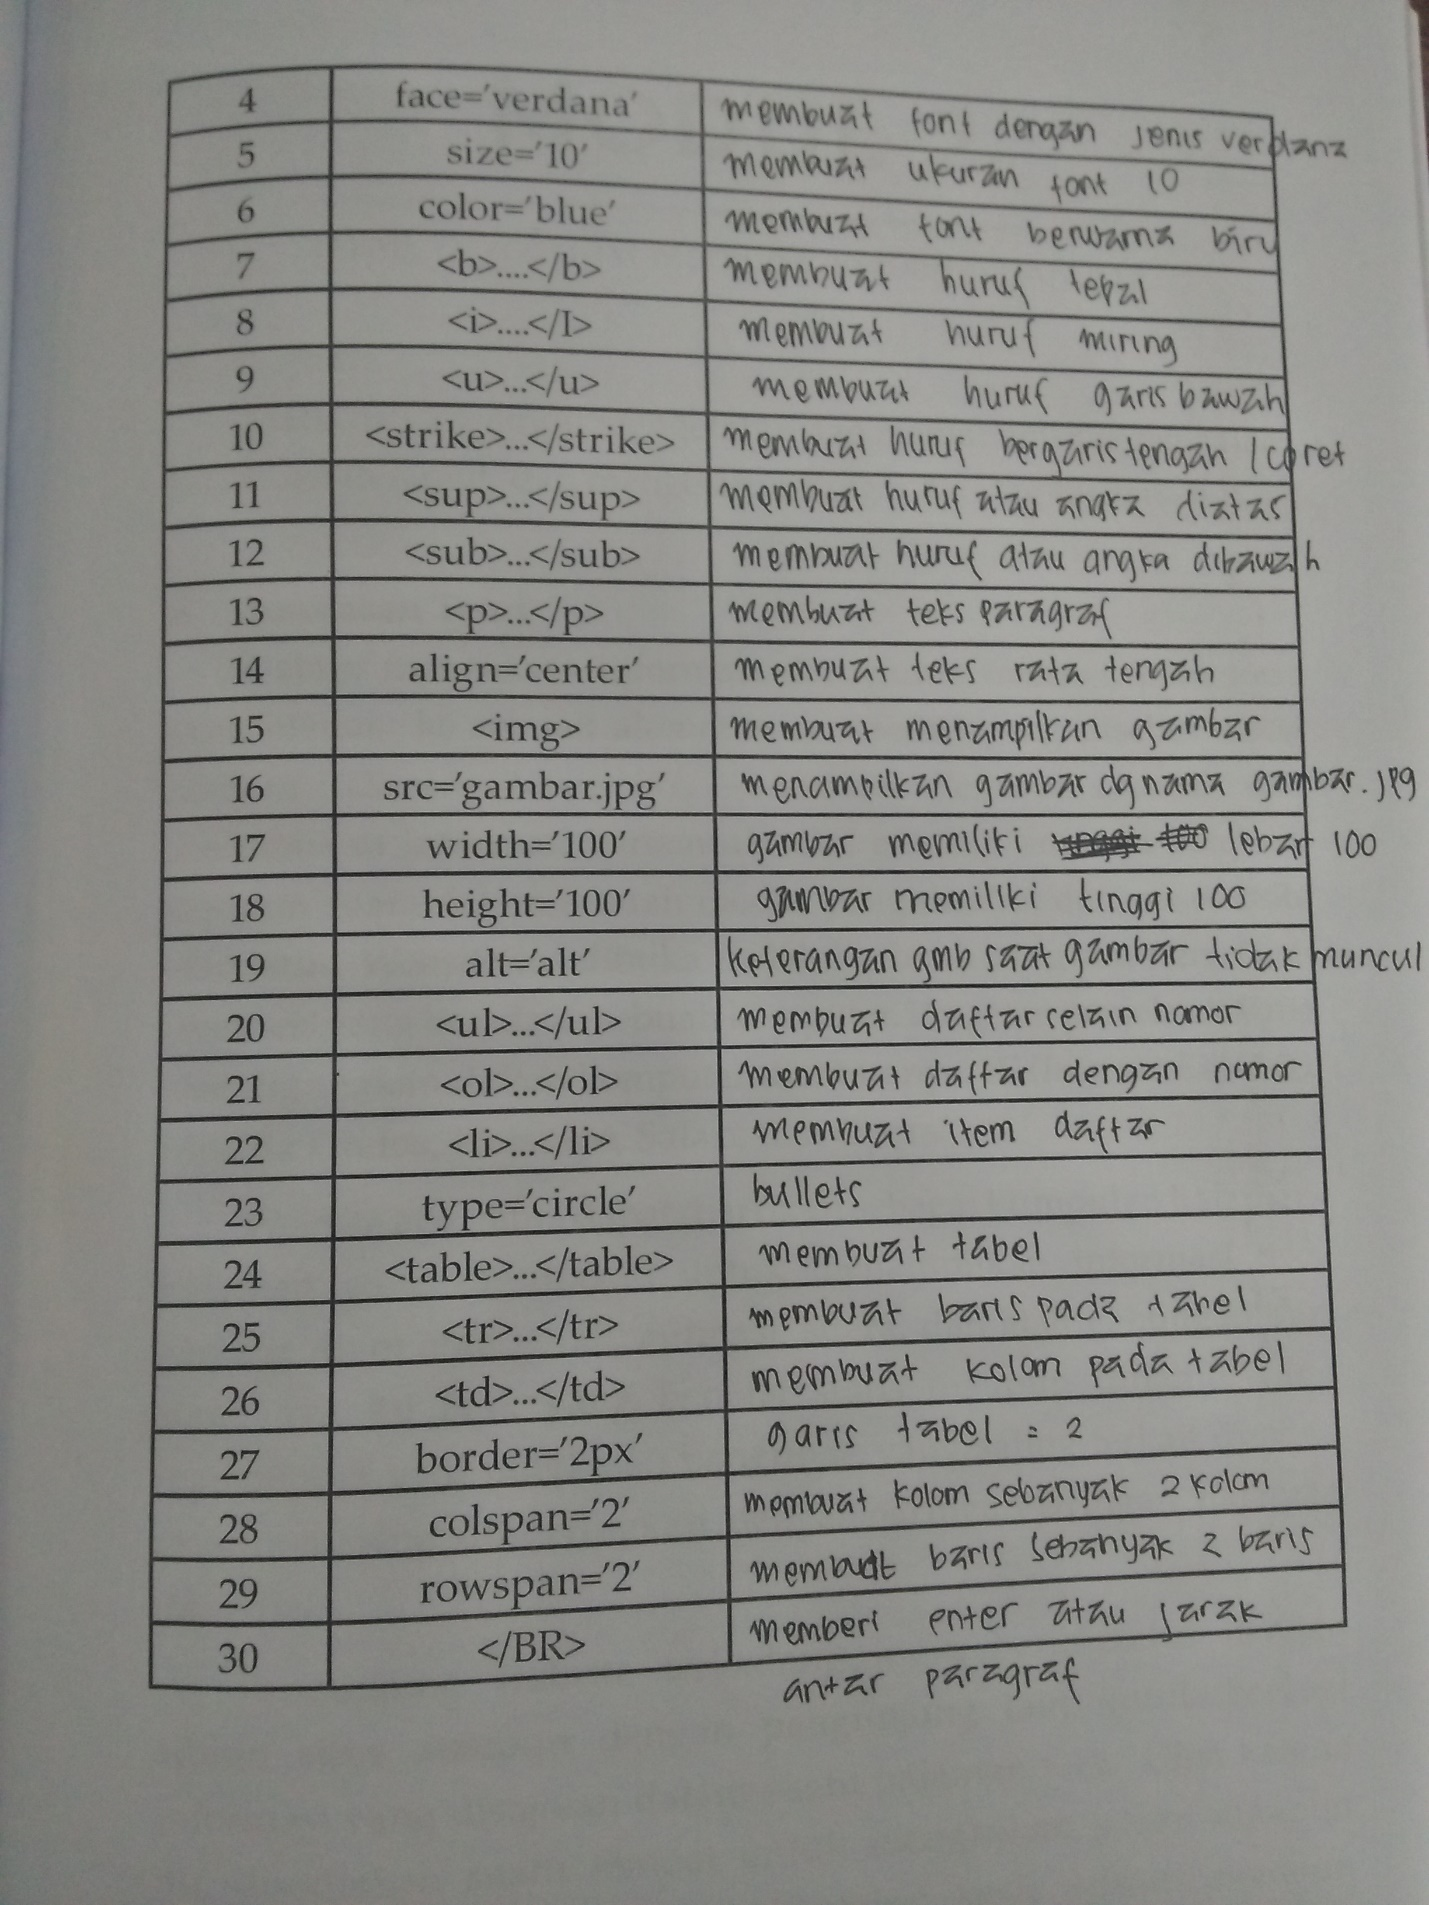 4 face='verdana' membuat font dengan jenis verdana
5 size='10' membuat ukuran font 10
6 color='blue' membuat font berwarna biru
7 <b>....</b> membuat huruf tebal
8 <i>....</I> membuat huruf miring
9 <u>...</u> membuat huruf garis bawah
10 <strike>...</strike> membuat huruf bergaris tengah / coret
11 <sup>...</sup> membuat huruf atau angka diatas
12 <sub>...</sub> membuat huruf atau angka dibawah
13 <p>...</p> membuat teks paragraf
14 align='center' membuat teks rata tengah
15 <img> membuat menampilkan gambar
16 src='gambar.jpg' menampilkan gambar dg nama gambar.jpg
17 width='100' gambar memiliki lebar 100
18 height='100' gambar memiliki tinggi 100
19 alt='alt' keterangan gmb saat gambar tidak muncul
20 <ul>...</ul> membuat daftar selain nomor
21 <ol>...</ol> membuat daftar dengan nomor
22 <li>...</li> membuat item daftar
23 type='circle' bullets
24 <table>...</table> membuat tabel
25 <tr>...</tr> membuat baris pada tabel
26 <td>...</td> membuat kolom pada tabel
27 border='2px' garis tabel = 2
28 colspan='2' membuat kolom sebanyak 2 kolom
29 rowspan='2' membuat baris sebanyak 2 baris
30 </BR> memberi enter atau jarak
antar paragraf